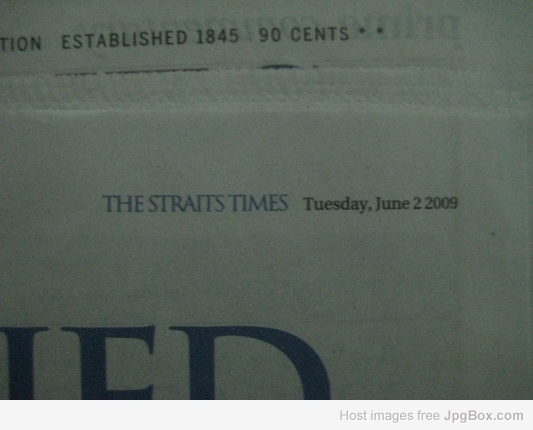 TION ESTABLISHED 1845 90 CENTS **
THE STRAITS TIMES Tuesday, June 2 2009
IED
Host images free JpgBox.com